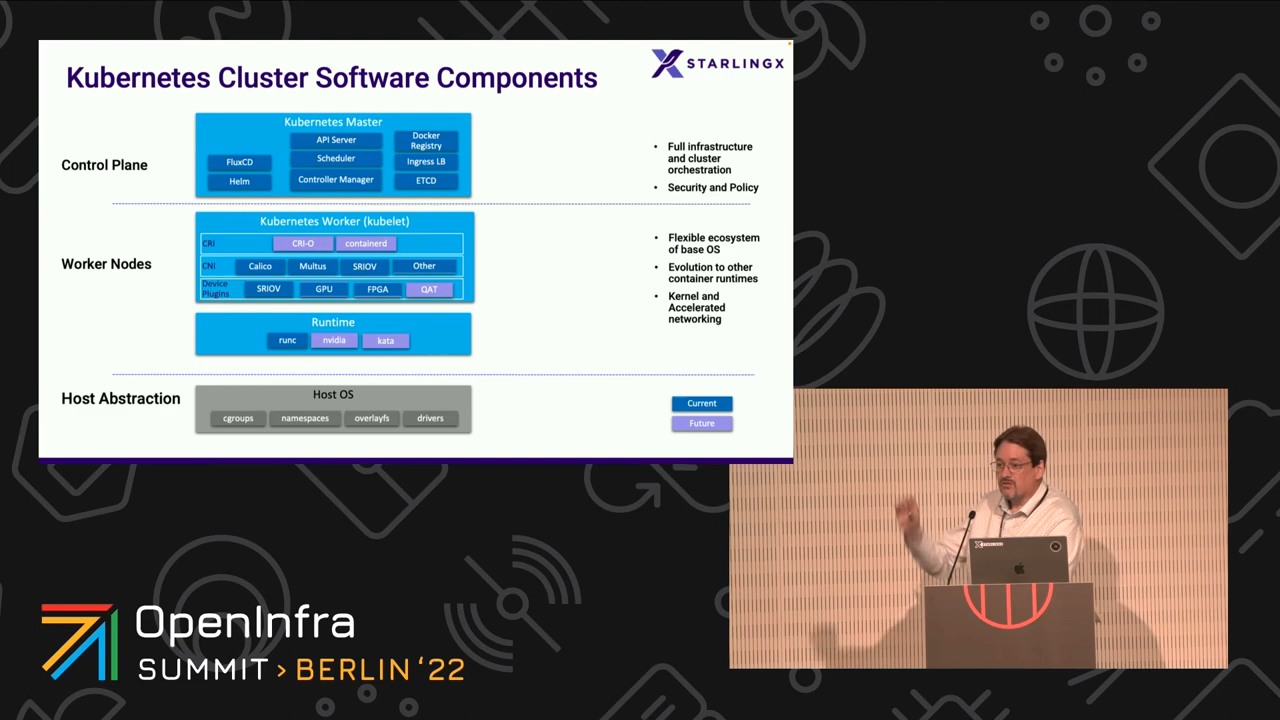 Kubernetes Cluster Software Components
STARLINGX
Control Plane
Kubernetes Master
API Server
Docker
Registry
FluxCD
Scheduler
Ingress LB
Helm
Controller Manager
ETCD
• Full infrastructure
and cluster
orchestration
• Security and Policy
Worker Nodes
Kubernetes Worker (kubelet)
CRI
CRI-O
containerd
CNI
Calico
Multus
SRIOV
Other
Device
Plugins
SRIOV
GPU
FPGA
QAT
Runtime
runc
nvidia
kata
• Flexible ecosystem
of base OS
• Evolution to other
container runtimes
• Kernel and
Accelerated
networking
Host Abstraction
Host OS
cgroups
namespaces
overlayfs
drivers
Current
Future
STARLINGX
OpenInfra
SUMMIT > BERLIN ‘22